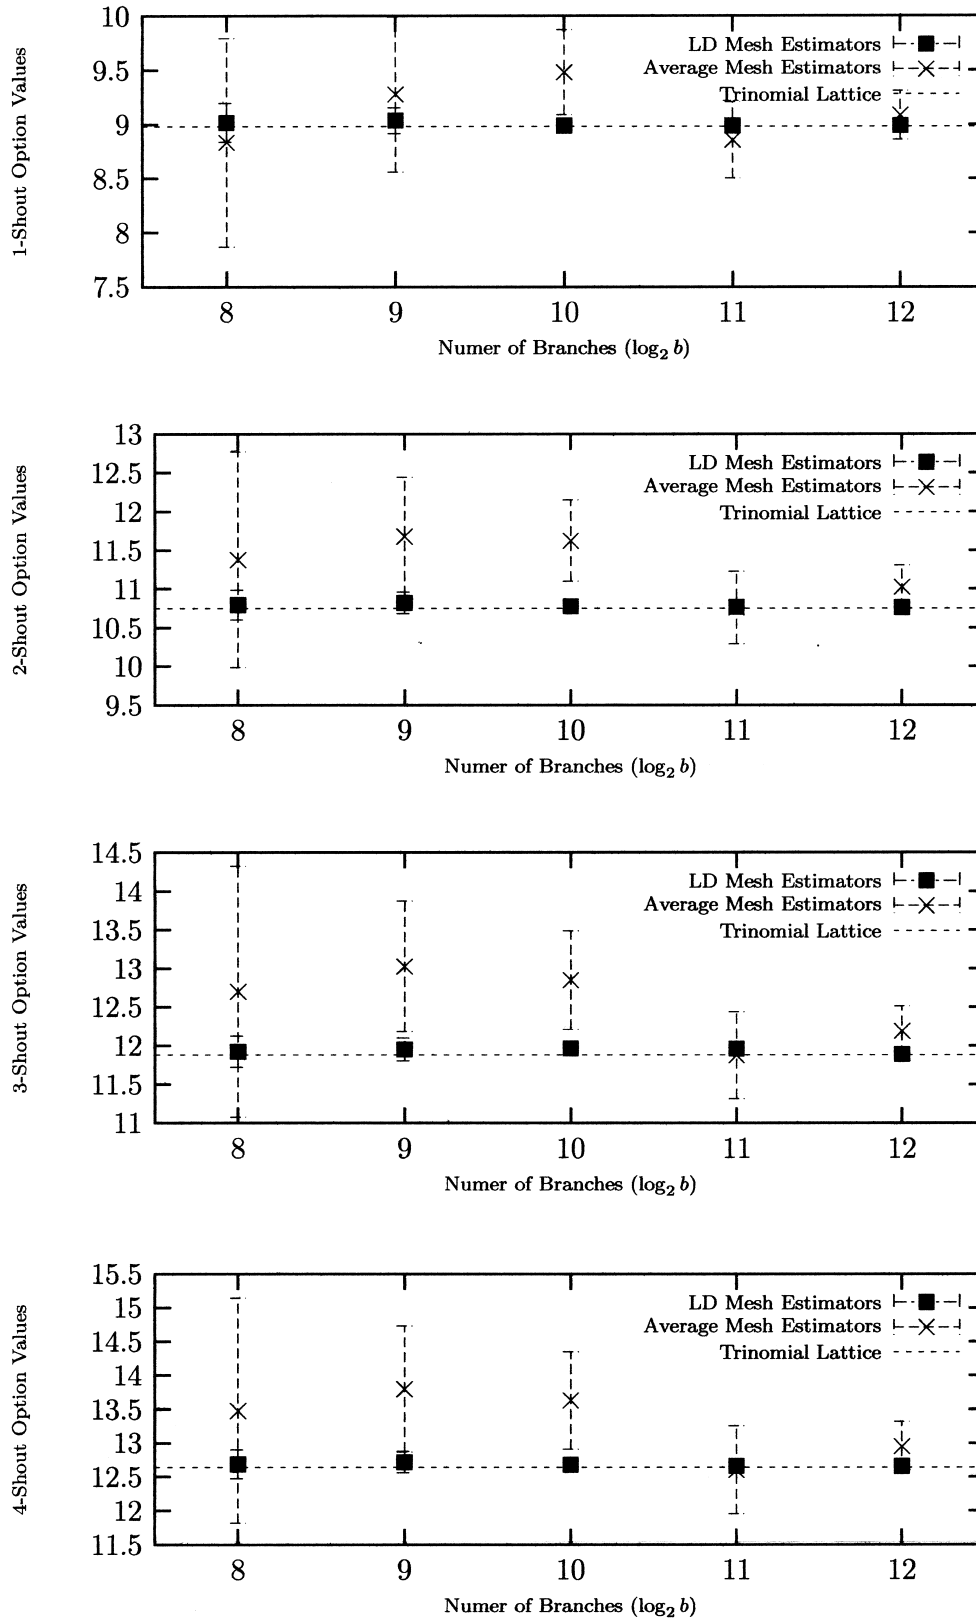 1-Shout Option Values
10
9.5
9
8.5
8
7.5
LD Mesh Estimators
Average Mesh Estimators
Trinomial Lattice
8 9 10 11 12
Numer of Branches (log₂ b)
2-Shout Option Values
13
12.5
12
11.5
11
10.5
10
9.5
LD Mesh Estimators
Average Mesh Estimators
Trinomial Lattice
8 9 10 11 12
Numer of Branches (log₂ b)
3-Shout Option Values
14.5
14
13.5
13
12.5
12
11.5
11
LD Mesh Estimators
Average Mesh Estimators
Trinomial Lattice
8 9 10 11 12
Numer of Branches (log₂ b)
4-Shout Option Values
15.5
15
14.5
14
13.5
13
12.5
12
11.5
LD Mesh Estimators
Average Mesh Estimators
Trinomial Lattice
8 9 10 11 12
Numer of Branches (log₂ b)